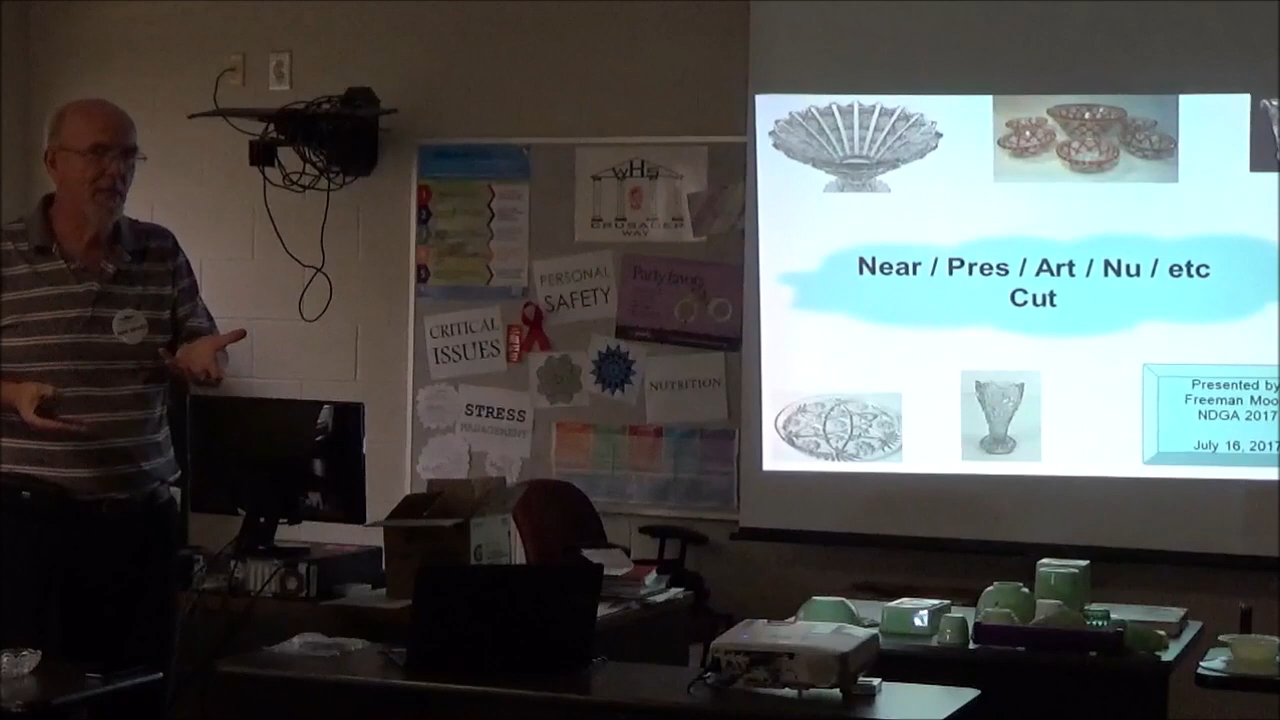 WHS
CRUSADER
WAY
PERSONAL
SAFETY
Party favors
CRITICAL
ISSUES
NUTRITION
STRESS
MANAGEMENT
Near / Pres / Art / Nu / etc
Cut
Presented by
Freeman Moo
NDGA 2017
July 16, 2017